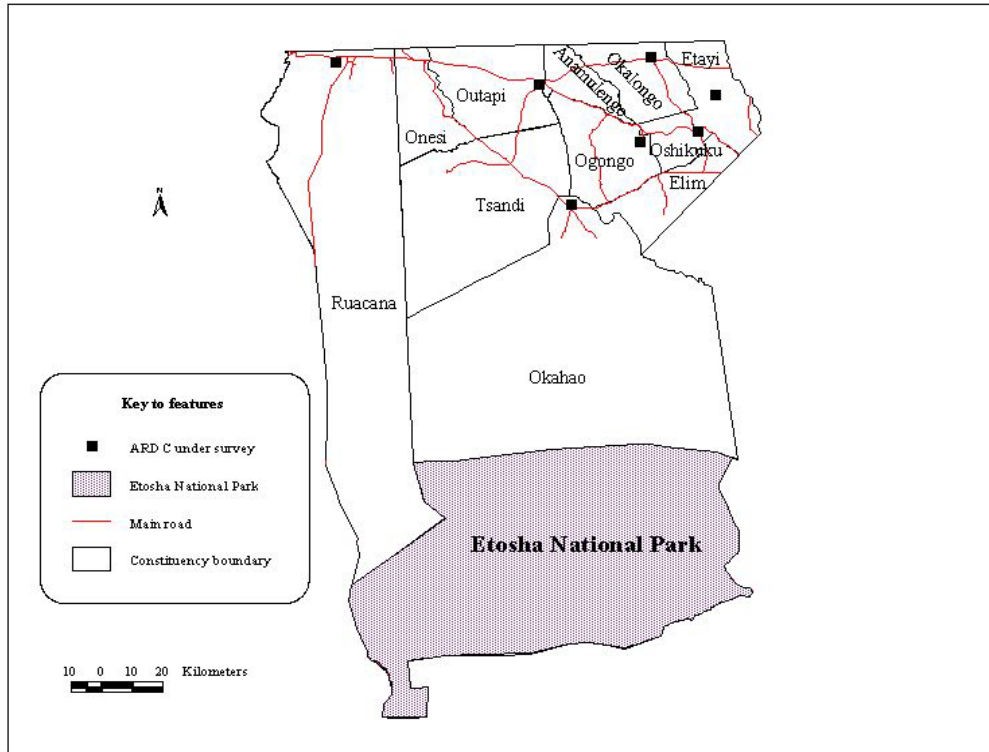 Etayi
Okalongo
Anamulengo
Outapi
Onesi
Ogongo
Oshikuku
Elim
N
Tsandi
Ruacana
Okahao
Key to features
ARD C under survey
Etosha National Park
Main road
Constituency boundary
Etosha National Park
10 0 10 20 Kilometers